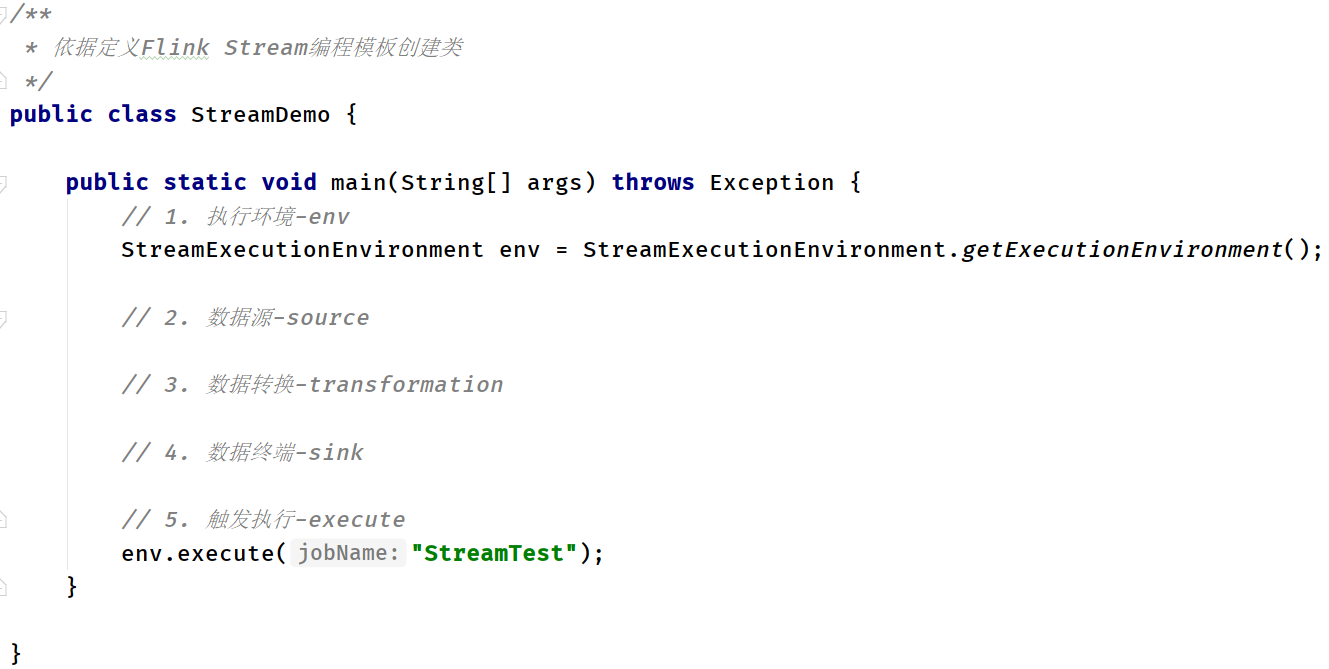 /**
 * 依据定义Flink Stream编程模板创建类
 */
public class StreamDemo {
    public static void main(String[] args) throws Exception {
        // 1. 执行环境-env
        StreamExecutionEnvironment env = StreamExecutionEnvironment.getExecutionEnvironment();
        // 2. 数据源-source
        // 3. 数据转换-transformation
        // 4. 数据终端-sink
        // 5. 触发执行-execute
        env.execute( jobName: "StreamTest");
    }
}